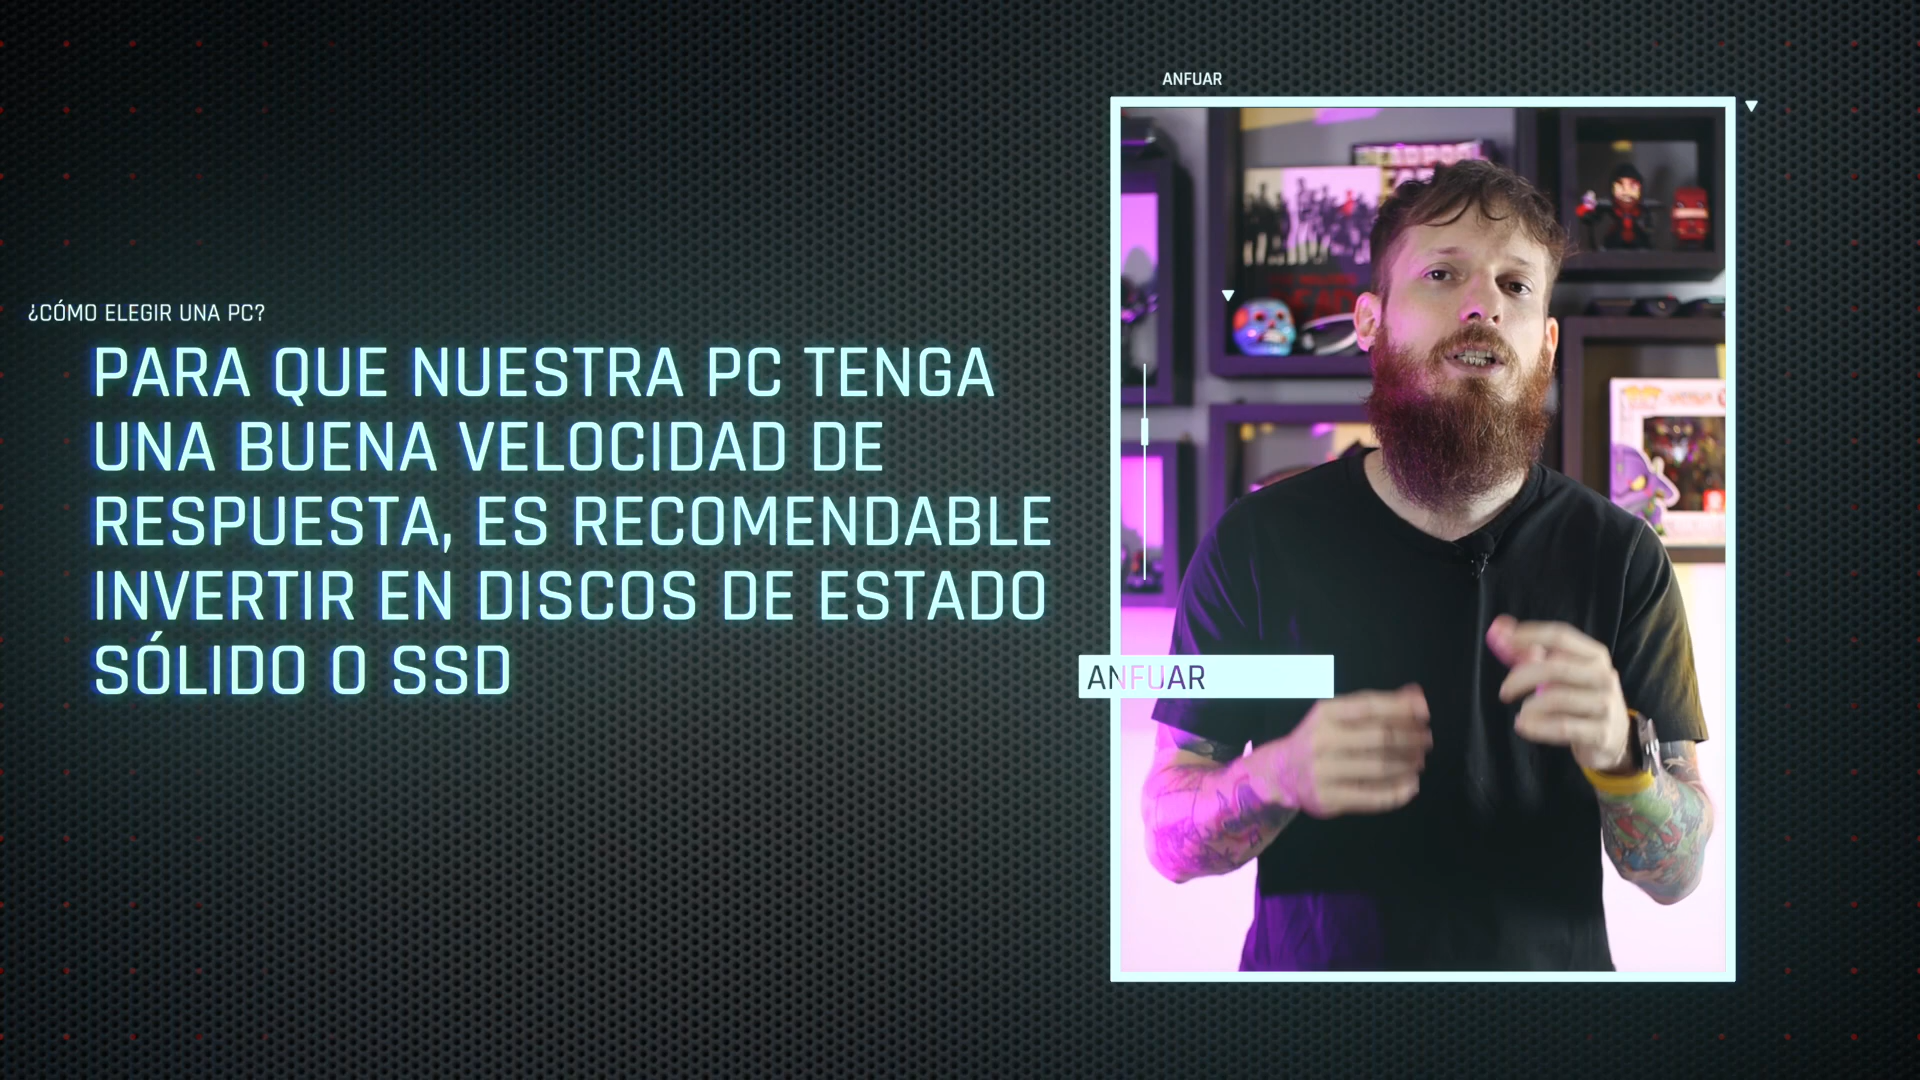 ANFUAR
¿CÓMO ELEGIR UNA PC?
PARA QUE NUESTRA PC TENGA
UNA BUENA VELOCIDAD DE
RESPUESTA, ES RECOMENDABLE
INVERTIR EN DISCOS DE ESTADO
SÓLIDO O SSD
ANFUAR